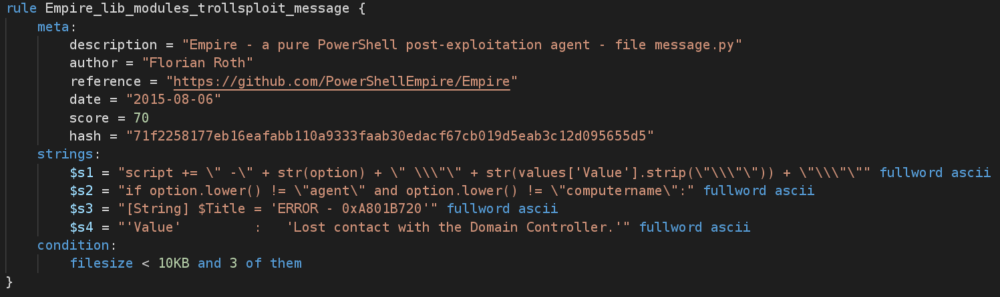 rule Empire_lib_modules_trollsploit_message {
    meta:
        description = "Empire - a pure PowerShell post-exploitation agent - file message.py"
        author = "Florian Roth"
        reference = "https://github.com/PowerShellEmpire/Empire"
        date = "2015-08-06"
        score = 70
        hash = "71f2258177eb16eafabb110a9333faab30edacf67cb019d5eab3c12d095655d5"
    strings:
        $s1 = "script += \" -\" + str(option) + \" \\\"\" + str(values['Value'].strip(\"\\\"\")) + \"\\\"\"" fullword ascii
        $s2 = "if option.lower() != \"agent\" and option.lower() != \"computername\":" fullword ascii
        $s3 = "[String] $Title = 'ERROR - 0xA801B720'" fullword ascii
        $s4 = "'Value'         :   'Lost contact with the Domain Controller.'" fullword ascii
    condition:
        filesize < 10KB and 3 of them
}